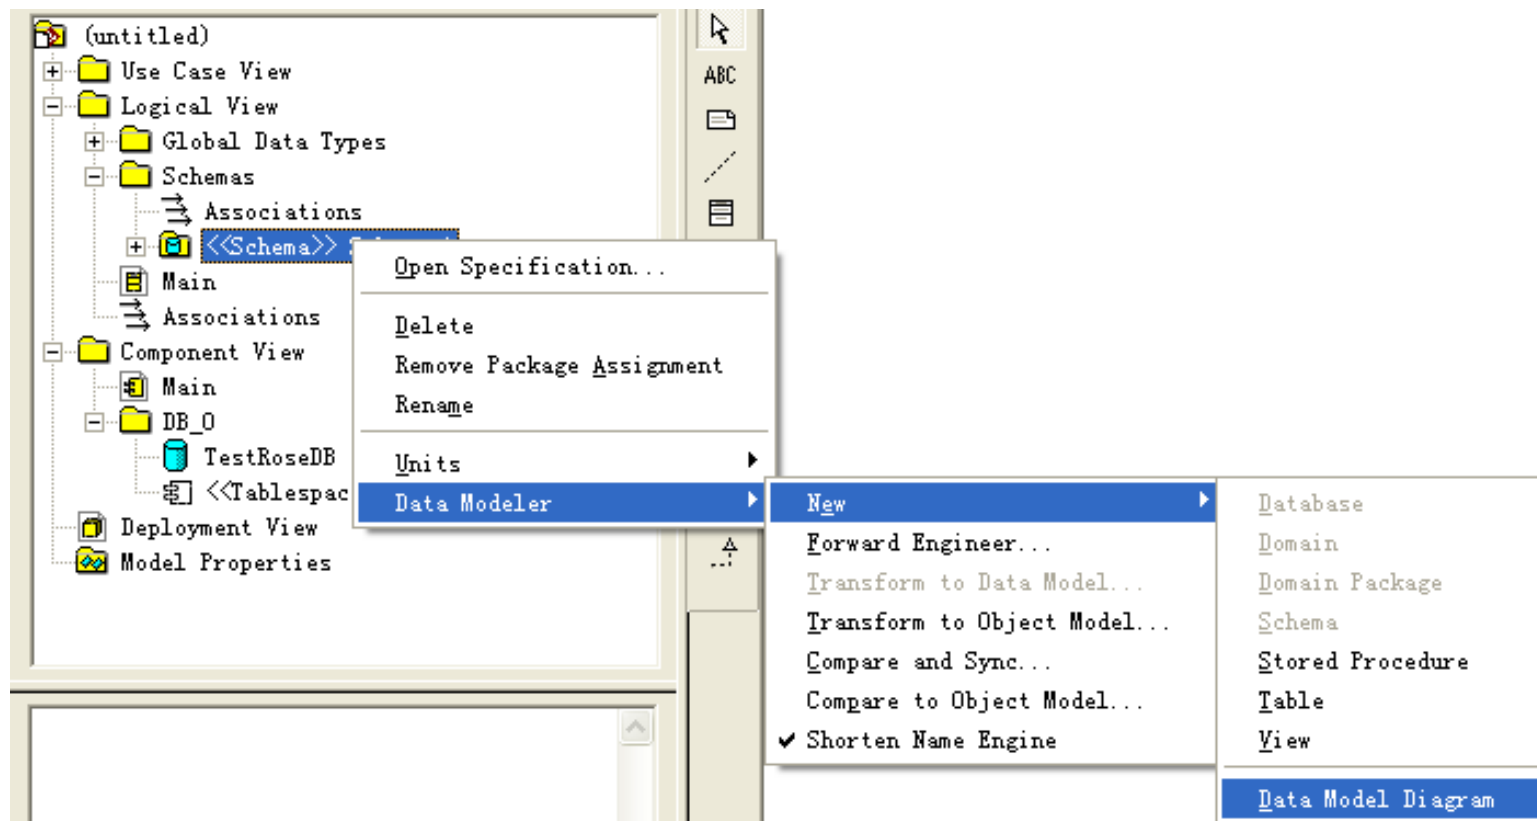 (untitled)
Use Case View
Logical View
Global Data Types
Schemas
Associations
<<Schema>>
Main
Associations
Component View
Main
DB_0
TestRoseDB
<<Tablespac
Deployment View
Model Properties
ABC
Open Specification...
Delete
Remove Package Assignment
Rename
Units
Data Modeler
New
Forward Engineer...
Transform to Data Model...
Transform to Object Model...
Compare and Sync...
Compare to Object Model...
Shorten Name Engine
Database
Domain
Domain Package
Schema
Stored Procedure
Table
View
Data Model Diagram